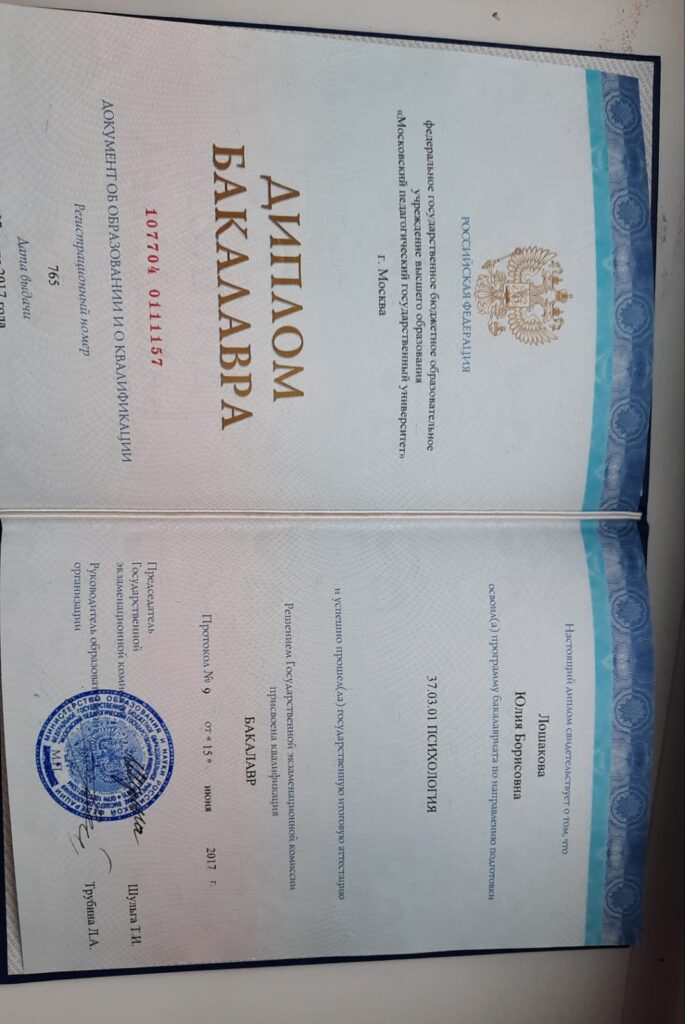 РОССИЙСКАЯ ФЕДЕРАЦИЯ
федеральное государственное бюджетное образовательное
учреждение высшего образования
«Московский педагогический государственный университет»
г. Москва
ДИПЛОМ
БАКАЛАВРА
107704 0111157
ДОКУМЕНТ ОБ ОБРАЗОВАНИИ И О КВАЛИФИКАЦИИ
Регистрационный номер
765
Дата выдачи
2017 года
Настоящий диплом свидетельствует о том, что
Лошакова
Юлия Борисовна
освоил(а) программу бакалавриата по направлению подготовки
37.03.01 ПСИХОЛОГИЯ
и успешно прошел(ла) государственную итоговую аттестацию
Решением Государственной экзаменационной комиссии
присвоена квалификация
БАКАЛАВР
Протокол № 9 от « 15 » июня 2017 г.
Председатель
Государственной
экзаменационной
Шульга Т.И.
Руководитель
организации
Трубина Л.А.
М.П.